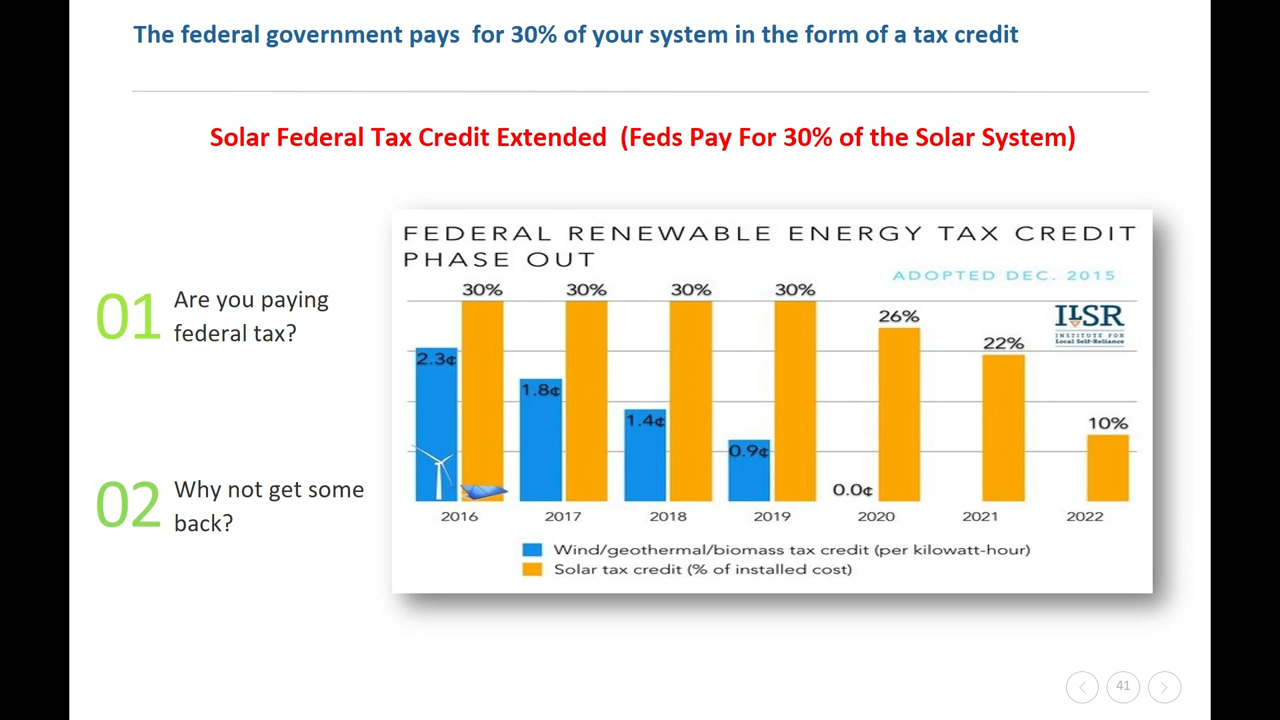 The federal government pays  for 30% of your system in the form of a tax credit
Solar Federal Tax Credit Extended  (Feds Pay For 30% of the Solar System)
01
Are you paying
federal tax?
02
Why not get some
back?
FEDERAL RENEWABLE ENERGY TAX CREDIT
PHASE OUT
ADOPTED DEC. 2015
ILSR
INSTITUTE FOR
Local Self-Reliance
30% 30% 30% 30% 26% 22% 10%
2.3¢ 1.8¢ 1.4¢ 0.9¢ 0.0¢
2016 2017 2018 2019 2020 2021 2022
Wind/geothermal/biomass tax credit (per kilowatt-hour)
Solar tax credit (% of installed cost)
41